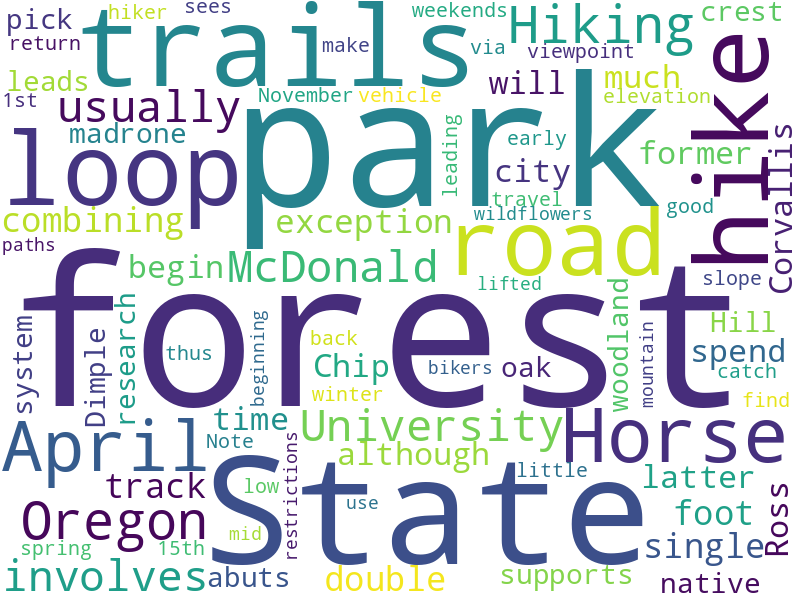 pick
hiker
sees
weekends
Hiking
crest
return
trails
make
via
viewpoint
hike
leads
1st
usually
November
vehicle
will
much
elevation
madrone
park
leading
early
former
Corvallis
loop
city
travel
wildflowers
good
combining
exception
road
paths
begin
McDonald
lifted
slope
forest
system
Dimple
research
thus
beginning
back
Chip
winter
bikers
oak
woodland
mountain
Hill
spend
catch
find
April
time
Note
University
although
Horse
State
little
latter
track
low
restrictions
use
Oregon
mid
foot
Ross
spring
15th
single
involves
abuts
double
supports
native